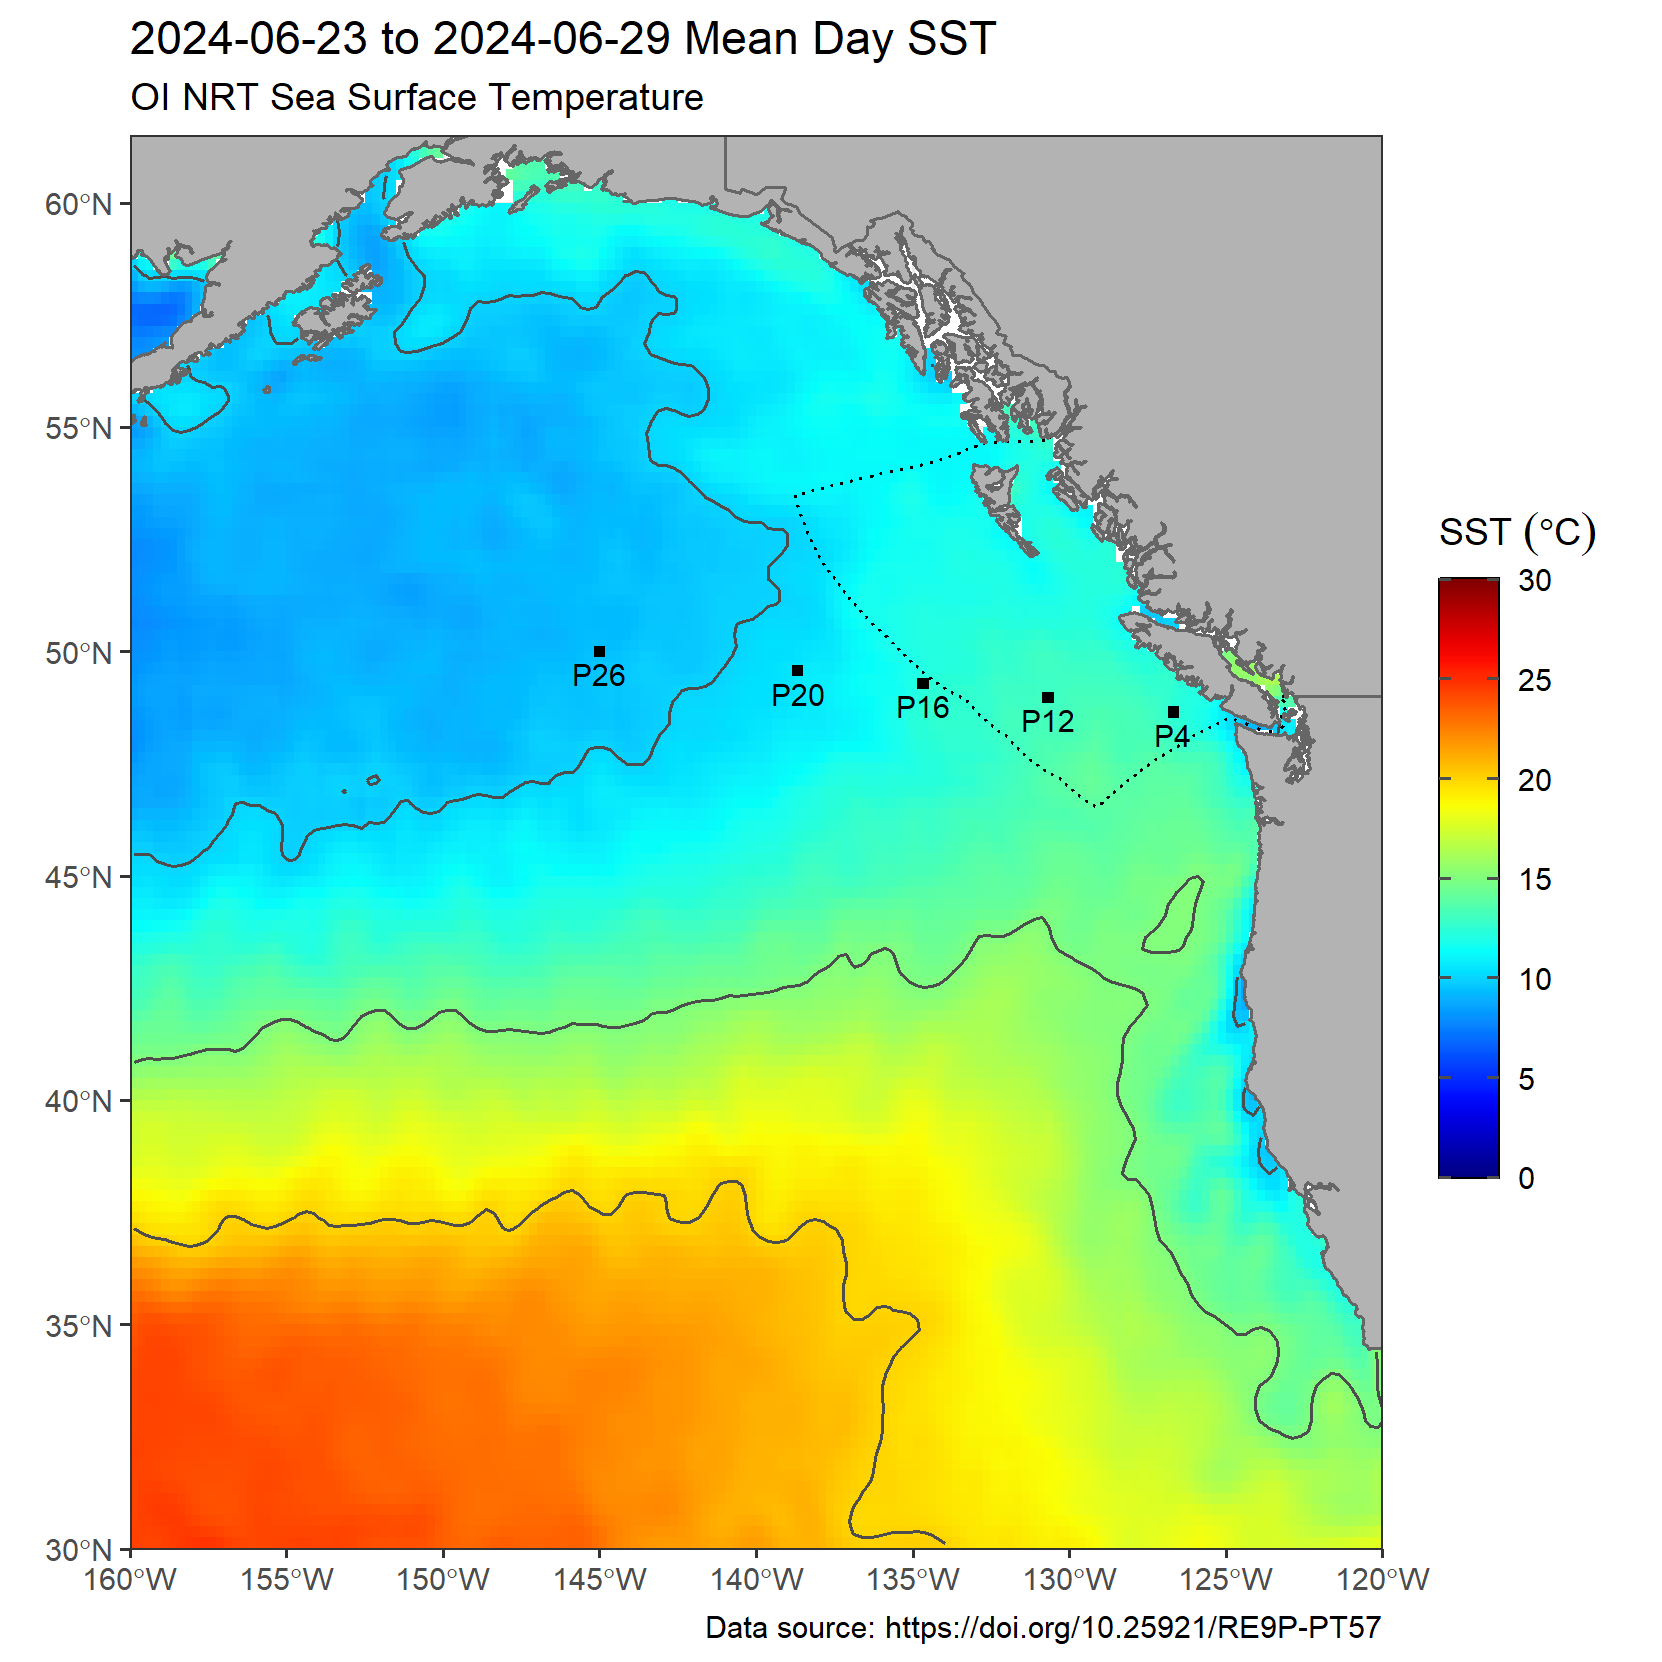 2024-06-23 to 2024-06-29 Mean Day SST
OI NRT Sea Surface Temperature
60°N
55°N
50°N
45°N
40°N
35°N
30°N
P26
P20
P16
P12
P4
160°W
155°W
150°W
145°W
140°W
135°W
130°W
125°W
120°W
SST (°C)
30
25
20
15
10
5
0
Data source: https://doi.org/10.25921/RE9P-PT57